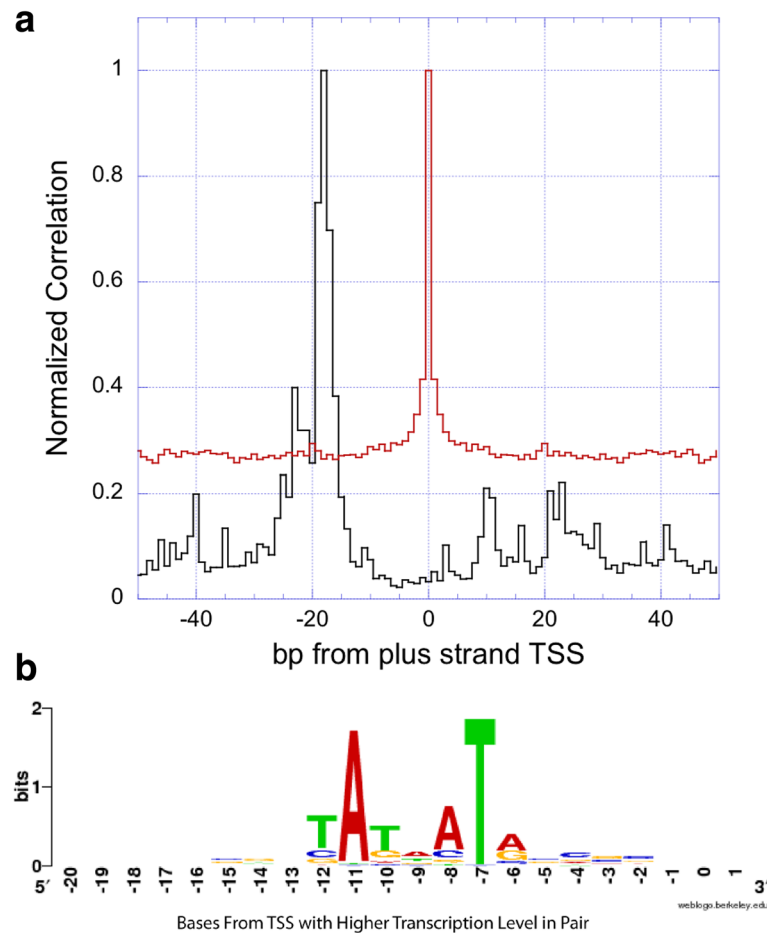 a
Normalized Correlation
1
0.8
0.6
0.4
0.2
0
-40 -20 0 20 40
bp from plus strand TSS
b
bits
2
1
0
TATAATA
5' -20 -19 -18 -17 -16 -15 -14 -13 -12 -11 -10 -9 -8 -7 -6 -5 -4 -3 -2 -1 0 1 3'
weblogo.berkeley.edu
Bases From TSS with Higher Transcription Level in Pair